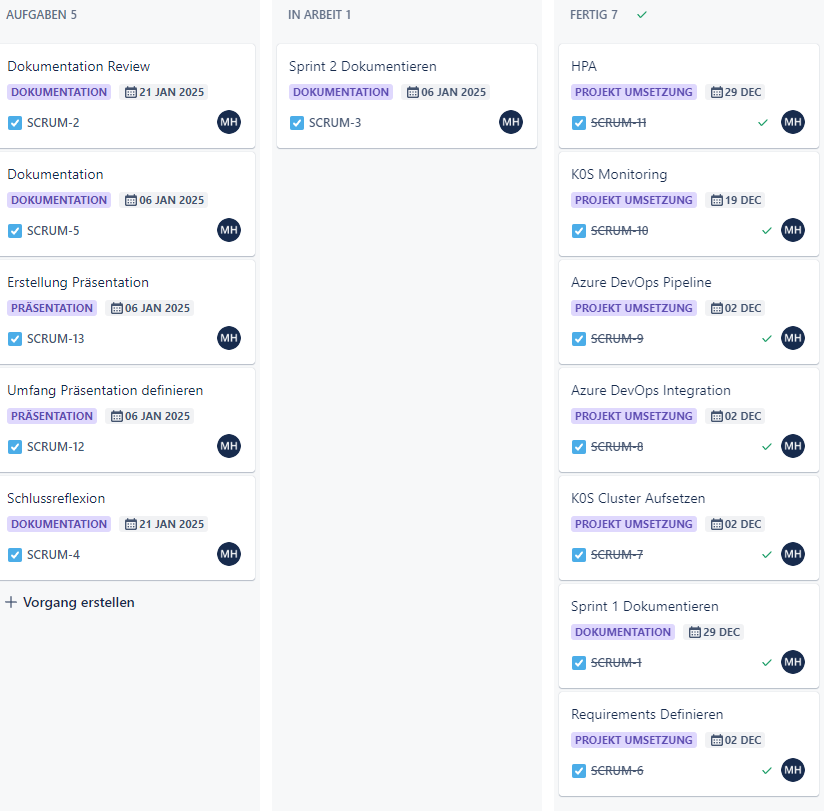 AUFGABEN 5
Dokumentation Review
DOKUMENTATION 21 JAN 2025
SCRUM-2 MH
Dokumentation
DOKUMENTATION 06 JAN 2025
SCRUM-5 MH
Erstellung Präsentation
PRÄSENTATION 06 JAN 2025
SCRUM-13 MH
Umfang Präsentation definieren
PRÄSENTATION 06 JAN 2025
SCRUM-12 MH
Schlussreflexion
DOKUMENTATION 21 JAN 2025
SCRUM-4 MH
+ Vorgang erstellen
IN ARBEIT 1
Sprint 2 Dokumentieren
DOKUMENTATION 06 JAN 2025
SCRUM-3 MH
FERTIG 7
HPA
PROJEKT UMSETZUNG 29 DEC
SCRUM-11 MH
K0S Monitoring
PROJEKT UMSETZUNG 19 DEC
SCRUM-10 MH
Azure DevOps Pipeline
PROJEKT UMSETZUNG 02 DEC
SCRUM-9 MH
Azure DevOps Integration
PROJEKT UMSETZUNG 02 DEC
SCRUM-8 MH
K0S Cluster Aufsetzen
PROJEKT UMSETZUNG 02 DEC
SCRUM-7 MH
Sprint 1 Dokumentieren
DOKUMENTATION 29 DEC
SCRUM-1 MH
Requirements Definieren
PROJEKT UMSETZUNG 02 DEC
SCRUM-6 MH